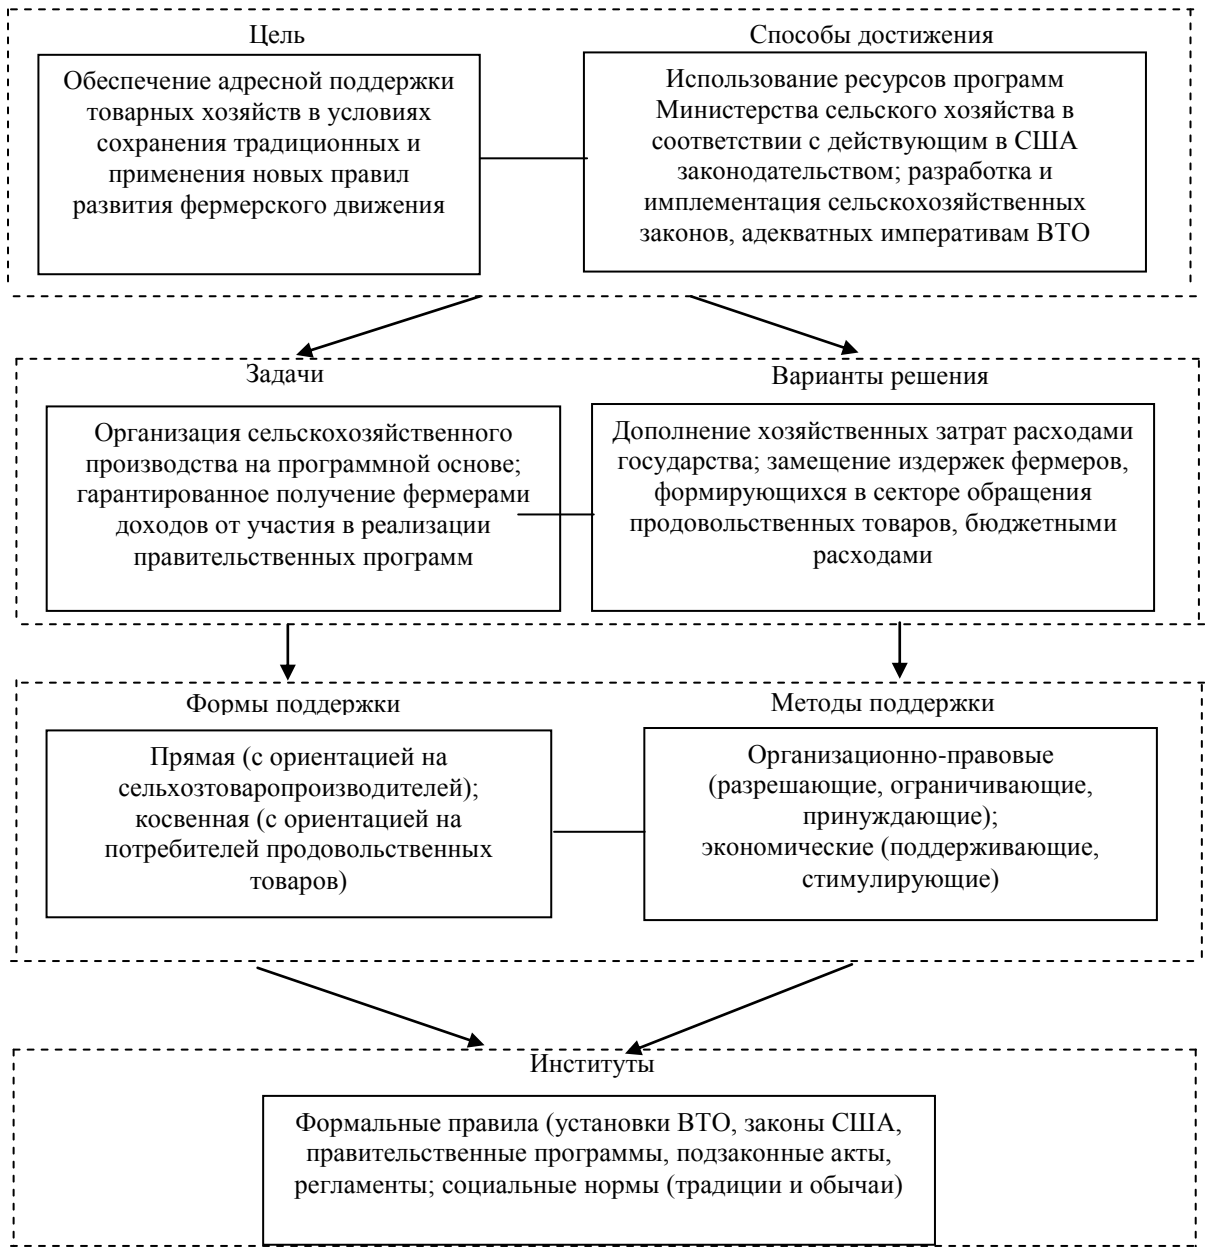 Цель
Обеспечение адресной поддержки
товарных хозяйств в условиях
сохранения традиционных и
применения новых правил
развития фермерского движения
Способы достижения
Использование ресурсов программ
Министерства сельского хозяйства в
соответствии с действующим в США
законодательством; разработка и
имплементация сельскохозяйственных
законов, адекватных императивам ВТО
Задачи
Организация сельскохозяйственного
производства на программной основе;
гарантированное получение фермерами
доходов от участия в реализации
правительственных программ
Варианты решения
Дополнение хозяйственных затрат расходами
государства; замещение издержек фермеров,
формирующихся в секторе обращения
продовольственных товаров, бюджетными
расходами
Формы поддержки
Прямая (с ориентацией на
сельхозтоваропроизводителей);
косвенная (с ориентацией на
потребителей продовольственных
товаров)
Методы поддержки
Организационно-правовые
(разрешающие, ограничивающие,
принуждающие);
экономические (поддерживающие,
стимулирующие)
Институты
Формальные правила (установки ВТО, законы США,
правительственные программы, подзаконные акты,
регламенты; социальные нормы (традиции и обычаи)